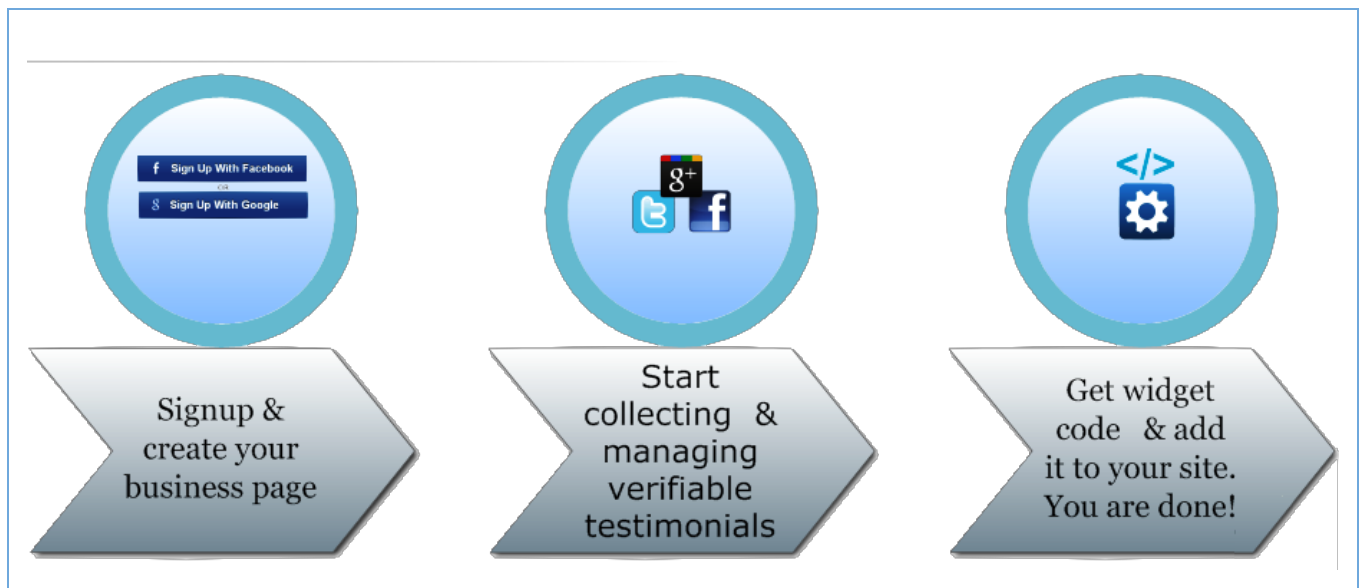 f Sign Up With Facebook
OR
8 Sign Up With Google
Signup &
create your
business page
g+
t f
Start
collecting & 
managing
verifiable
testimonials
</>
Get widget
code & add
it to your site.
You are done!